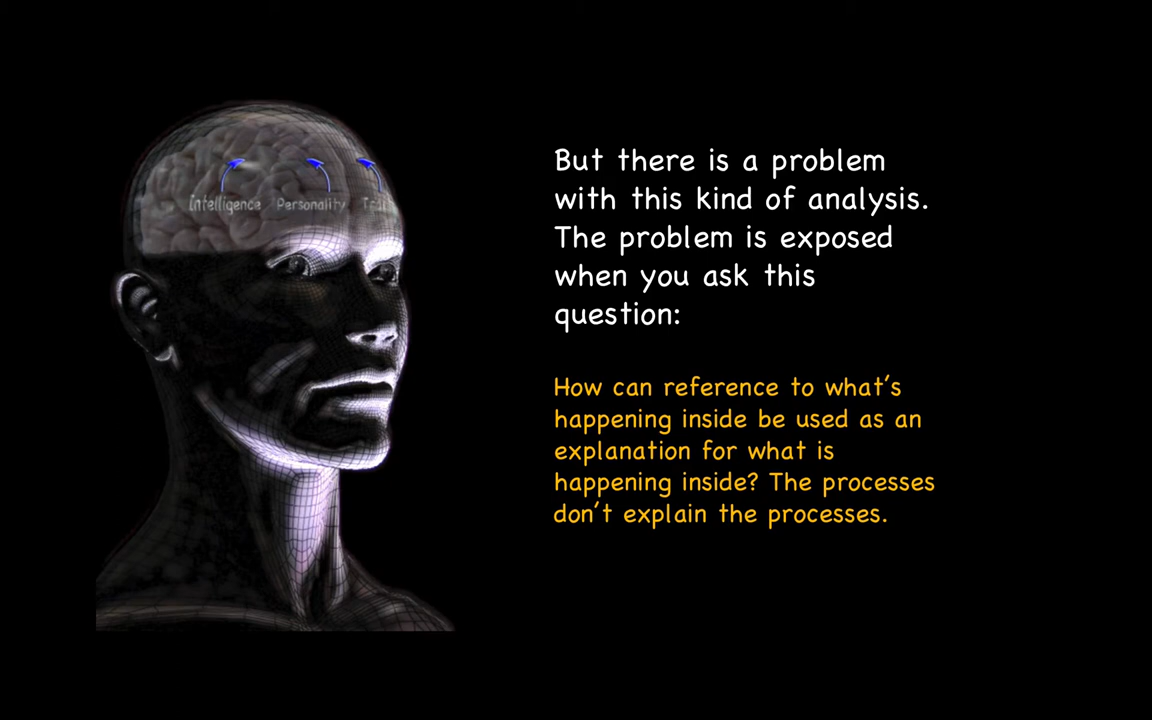 Intelligence Personality
But there is a problem
with this kind of analysis.
The problem is exposed
when you ask this
question:
How can reference to what's
happening inside be used as an
explanation for what is
happening inside? The processes
don't explain the processes.